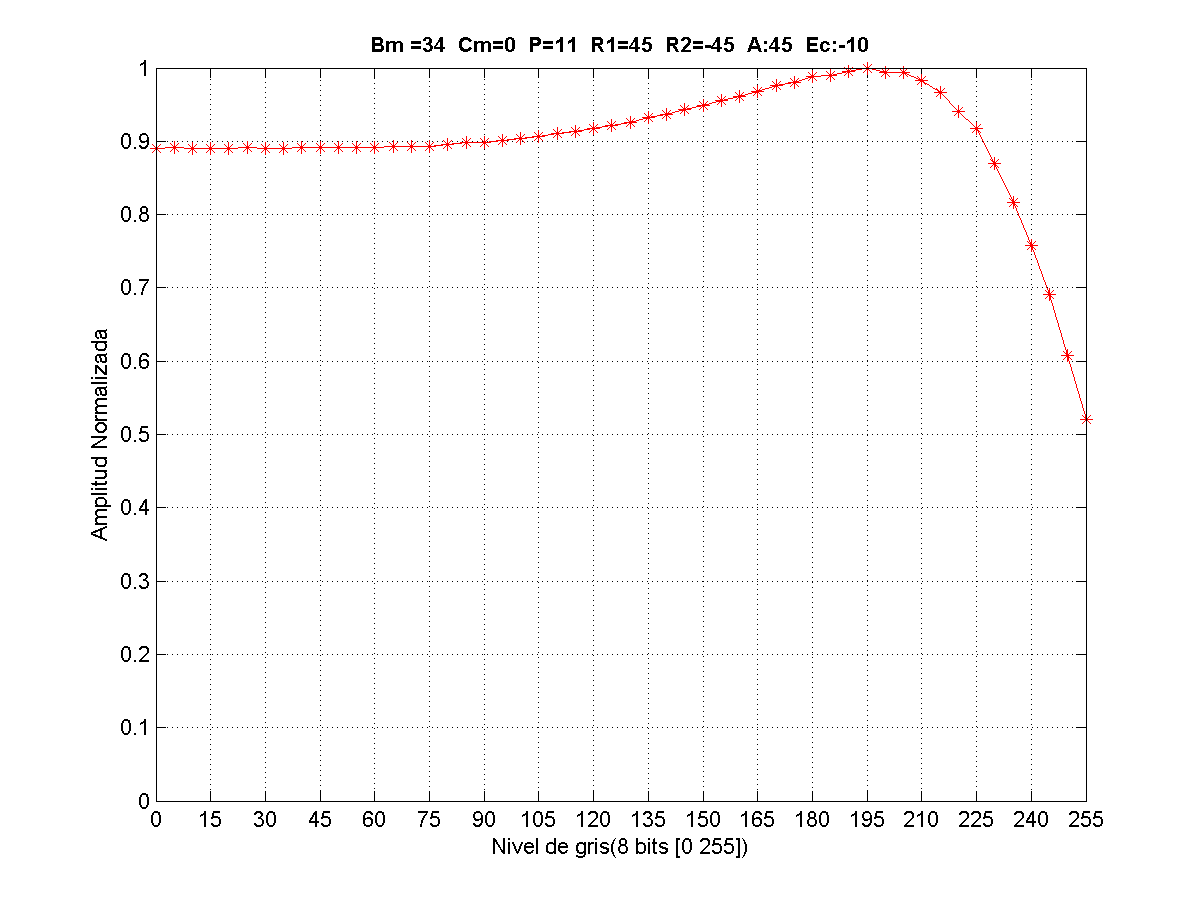 Bm =34  Cm=0  P=11  R1=45  R2=-45  A:45  Ec:-10
1
0.9
0.8
0.7
0.6
0.5
0.4
0.3
0.2
0.1
0
Amplitud Normalizada
0 15 30 45 60 75 90 105 120 135 150 165 180 195 210 225 240 255
Nivel de gris(8 bits [0 255])